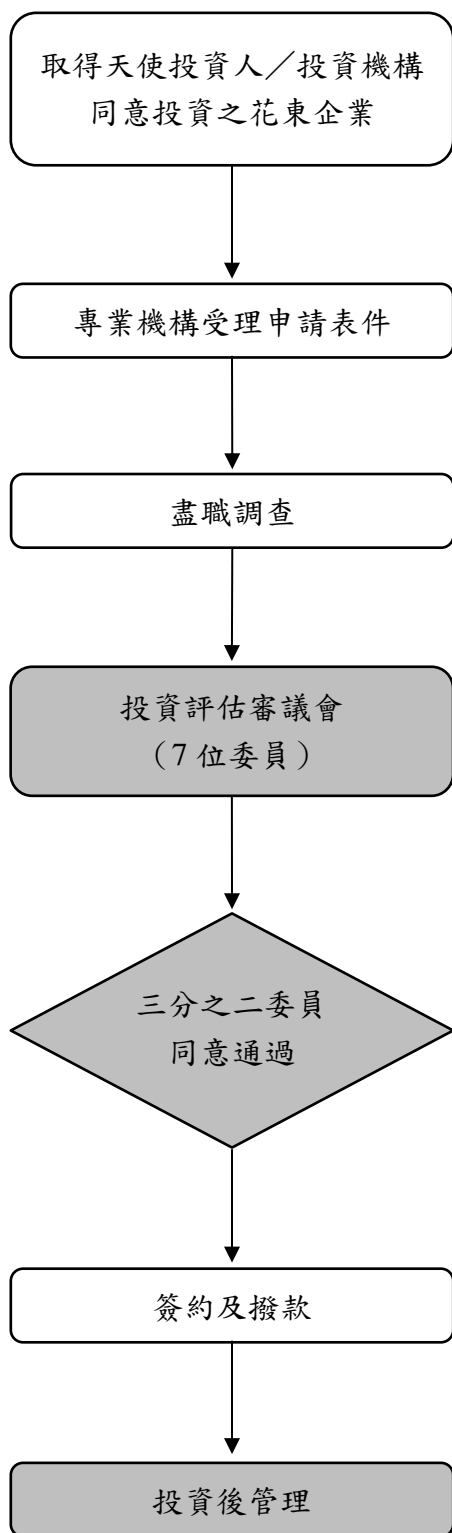 取得天使投資人／投資機構
同意投資之花東企業
專業機構受理申請表件
盡職調查
投資評估審議會
（7 位委員）
三分之二委員
同意通過
簽約及撥款
投資後管理